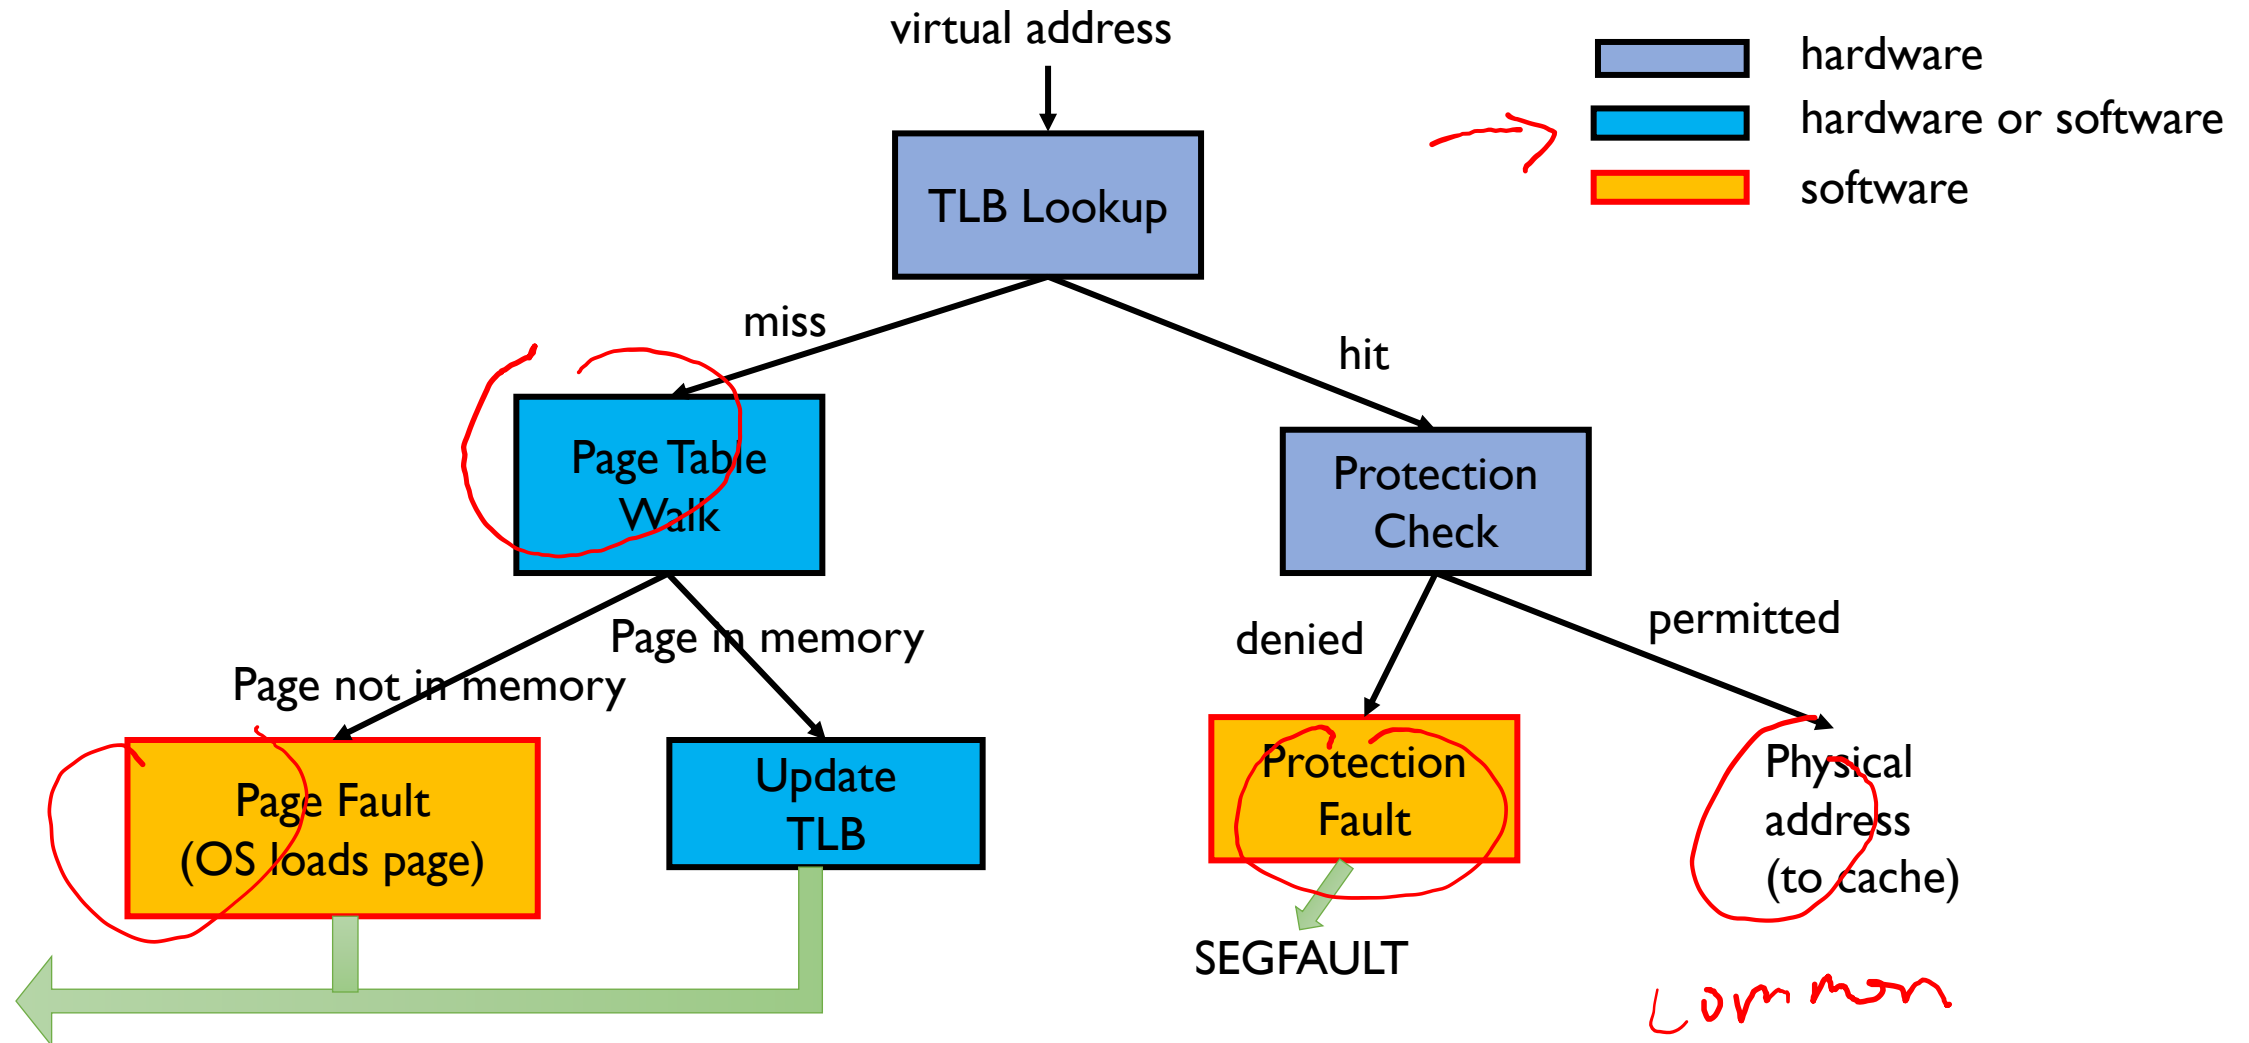 virtual address
hardware
hardware or software
software
TLB Lookup
miss
hit
Page Table
Walk
Protection
Check
Page in memory
Page not in memory
denied
permitted
Page Fault
(OS loads page)
Update
TLB
Protection
Fault
Physical
address
(to cache)
SEGFAULT
Common